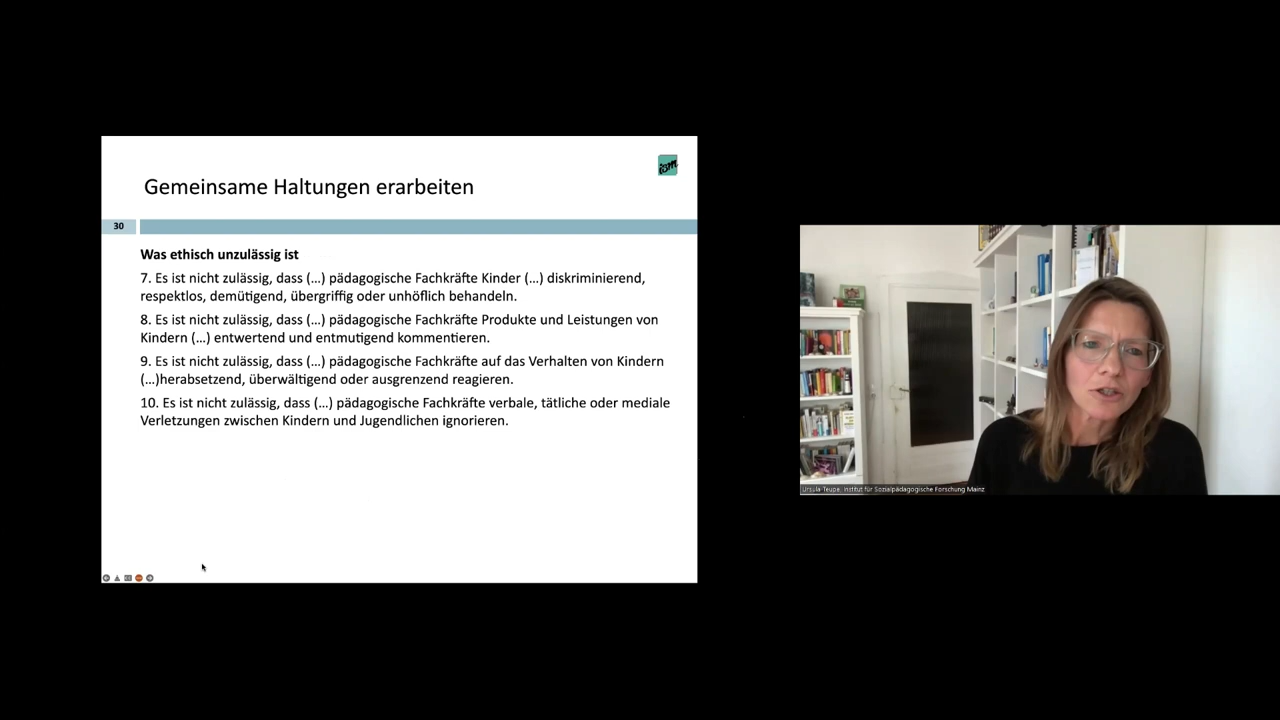 ism
Gemeinsame Haltungen erarbeiten
30
Was ethisch unzulässig ist
7. Es ist nicht zulässig, dass (…) pädagogische Fachkräfte Kinder (…) diskriminierend,
respektlos, demütigend, übergriffig oder unhöflich behandeln.
8. Es ist nicht zulässig, dass (…) pädagogische Fachkräfte Produkte und Leistungen von
Kindern (…) entwertend und entmutigend kommentieren.
9. Es ist nicht zulässig, dass (…) pädagogische Fachkräfte auf das Verhalten von Kindern
(…)herabsetzend, überwältigend oder ausgrenzend reagieren.
10. Es ist nicht zulässig, dass (…) pädagogische Fachkräfte verbale, tätliche oder mediale
Verletzungen zwischen Kindern und Jugendlichen ignorieren.
Ursula Teupe, Institut für Sozialpädagogische Forschung Mainz